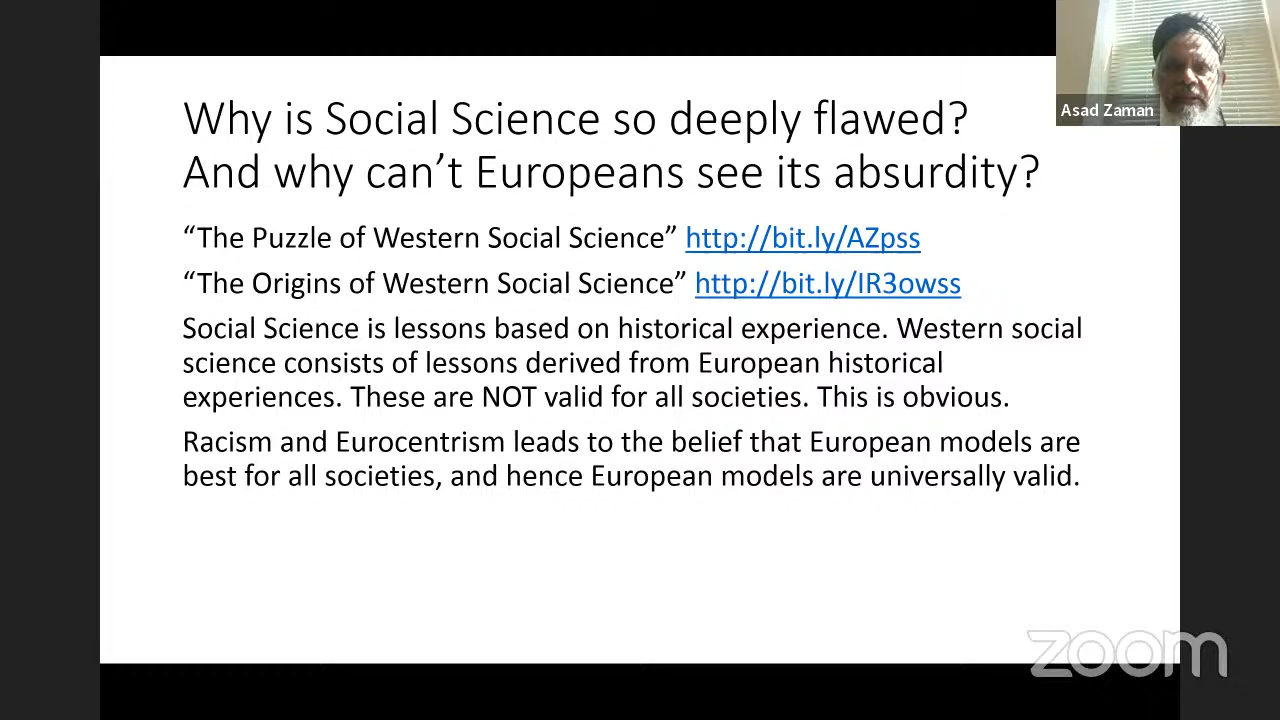 Asad Zaman
Why is Social Science so deeply flawed?
And why can’t Europeans see its absurdity?
“The Puzzle of Western Social Science” http://bit.ly/AZpss
“The Origins of Western Social Science” http://bit.ly/IR3owss
Social Science is lessons based on historical experience. Western social
science consists of lessons derived from European historical
experiences. These are NOT valid for all societies. This is obvious.
Racism and Eurocentrism leads to the belief that European models are
best for all societies, and hence European models are universally valid.
zoom